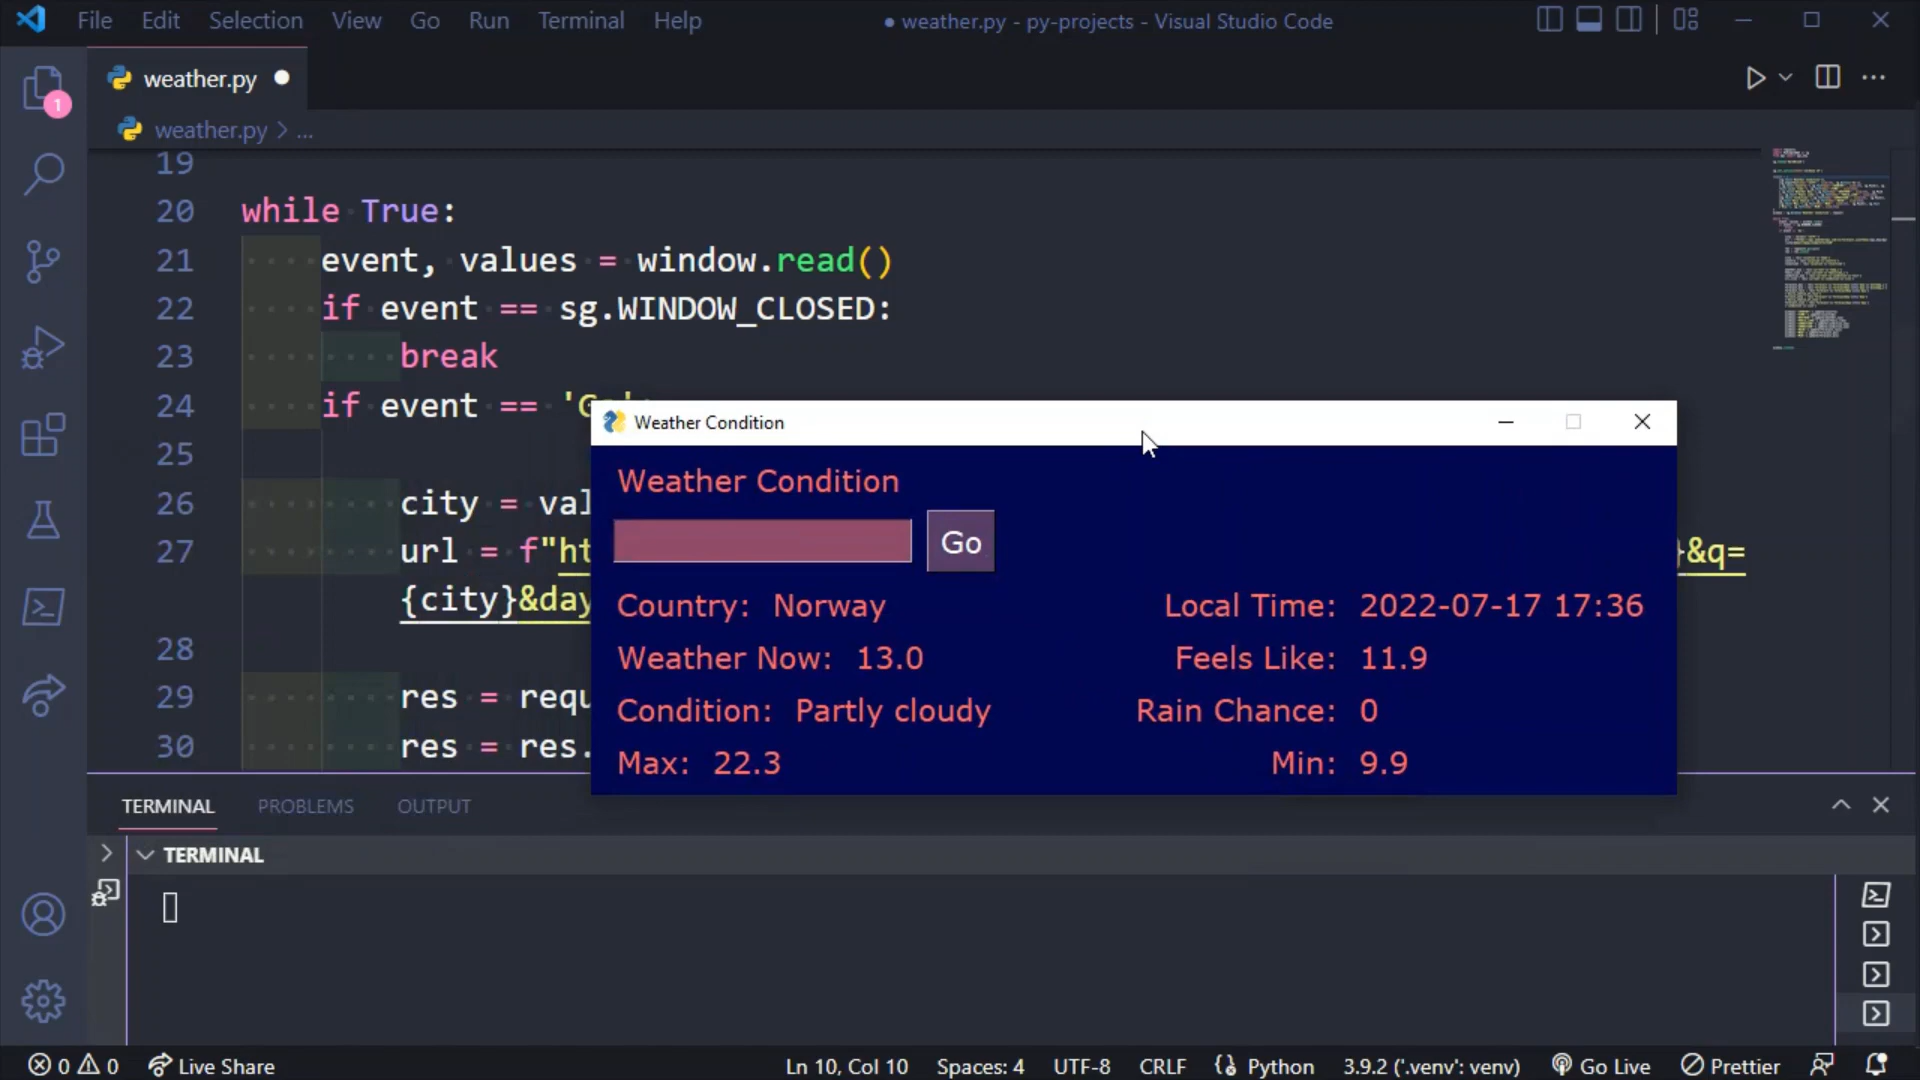 File Edit Selection View Go Run Terminal Help
● weather.py - py-projects - Visual Studio Code
weather.py
1
weather.py > ...
19
20 while True:
21 event, values = window.read()
22 if event == sg.WINDOW_CLOSED:
23 break
24 if event == 'Go':
25
26 city = val
27 url = f"ht }&q=
{city}&day
28
29 res = requ
30 res = res.
Weather Condition
Weather Condition
Go
Country: Norway Local Time: 2022-07-17 17:36
Weather Now: 13.0 Feels Like: 11.9
Condition: Partly cloudy Rain Chance: 0
Max: 22.3 Min: 9.9
TERMINAL PROBLEMS OUTPUT
TERMINAL
0 0 Live Share Ln 10, Col 10 Spaces: 4 UTF-8 CRLF Python 3.9.2 ('.venv': venv) Go Live Prettier